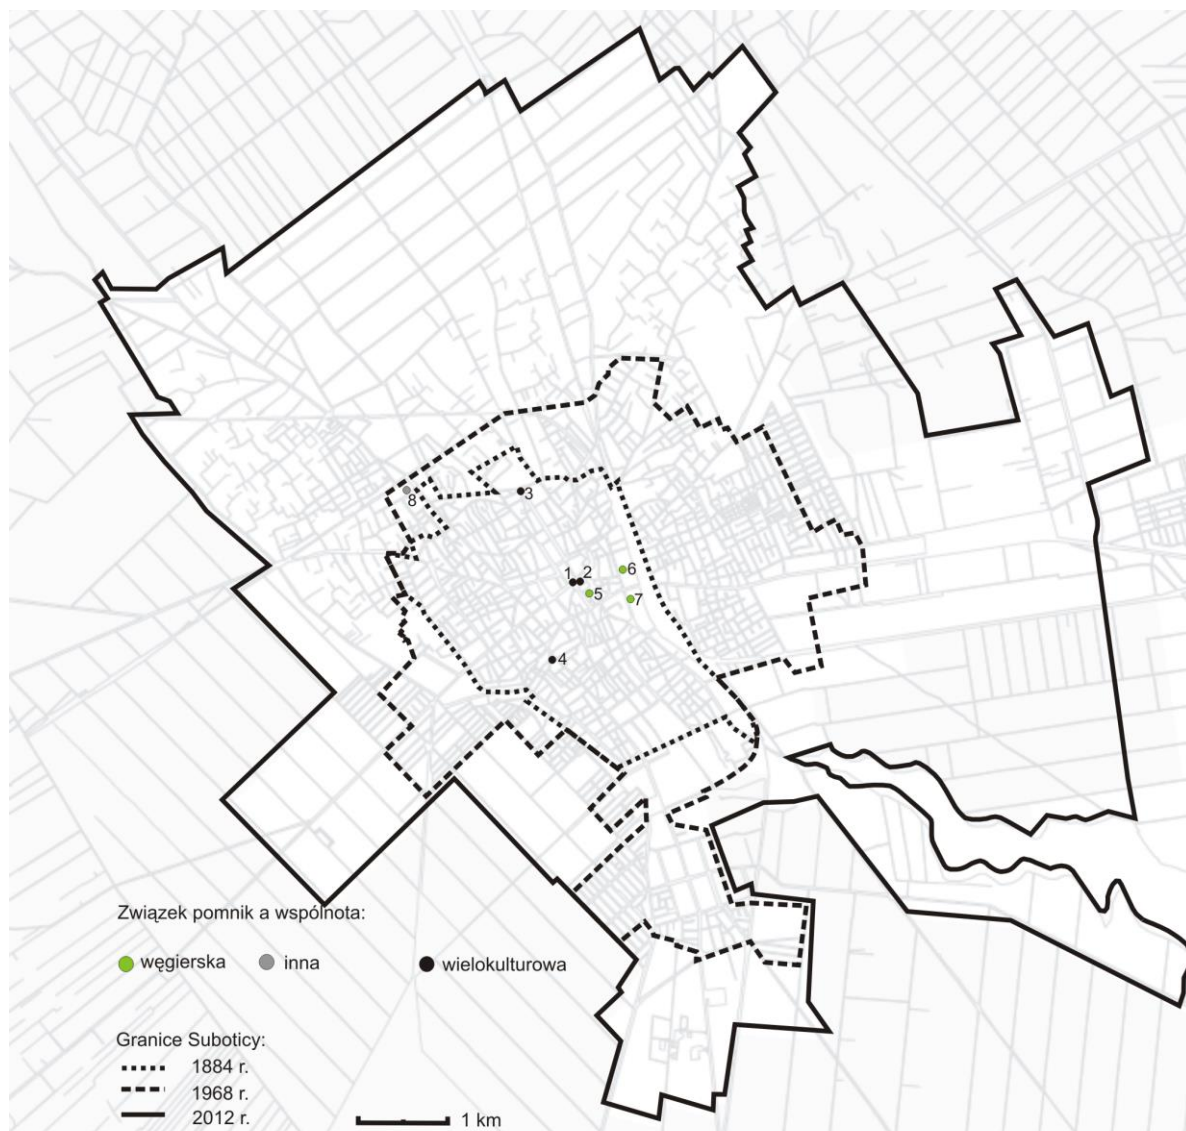 8
3
1
2
6
5
7
4
Związek pomnik a wspólnota:
węgierska inna wielokulturowa
Granice Suboticy:
1884 r.
1968 r.
2012 r.
1 km